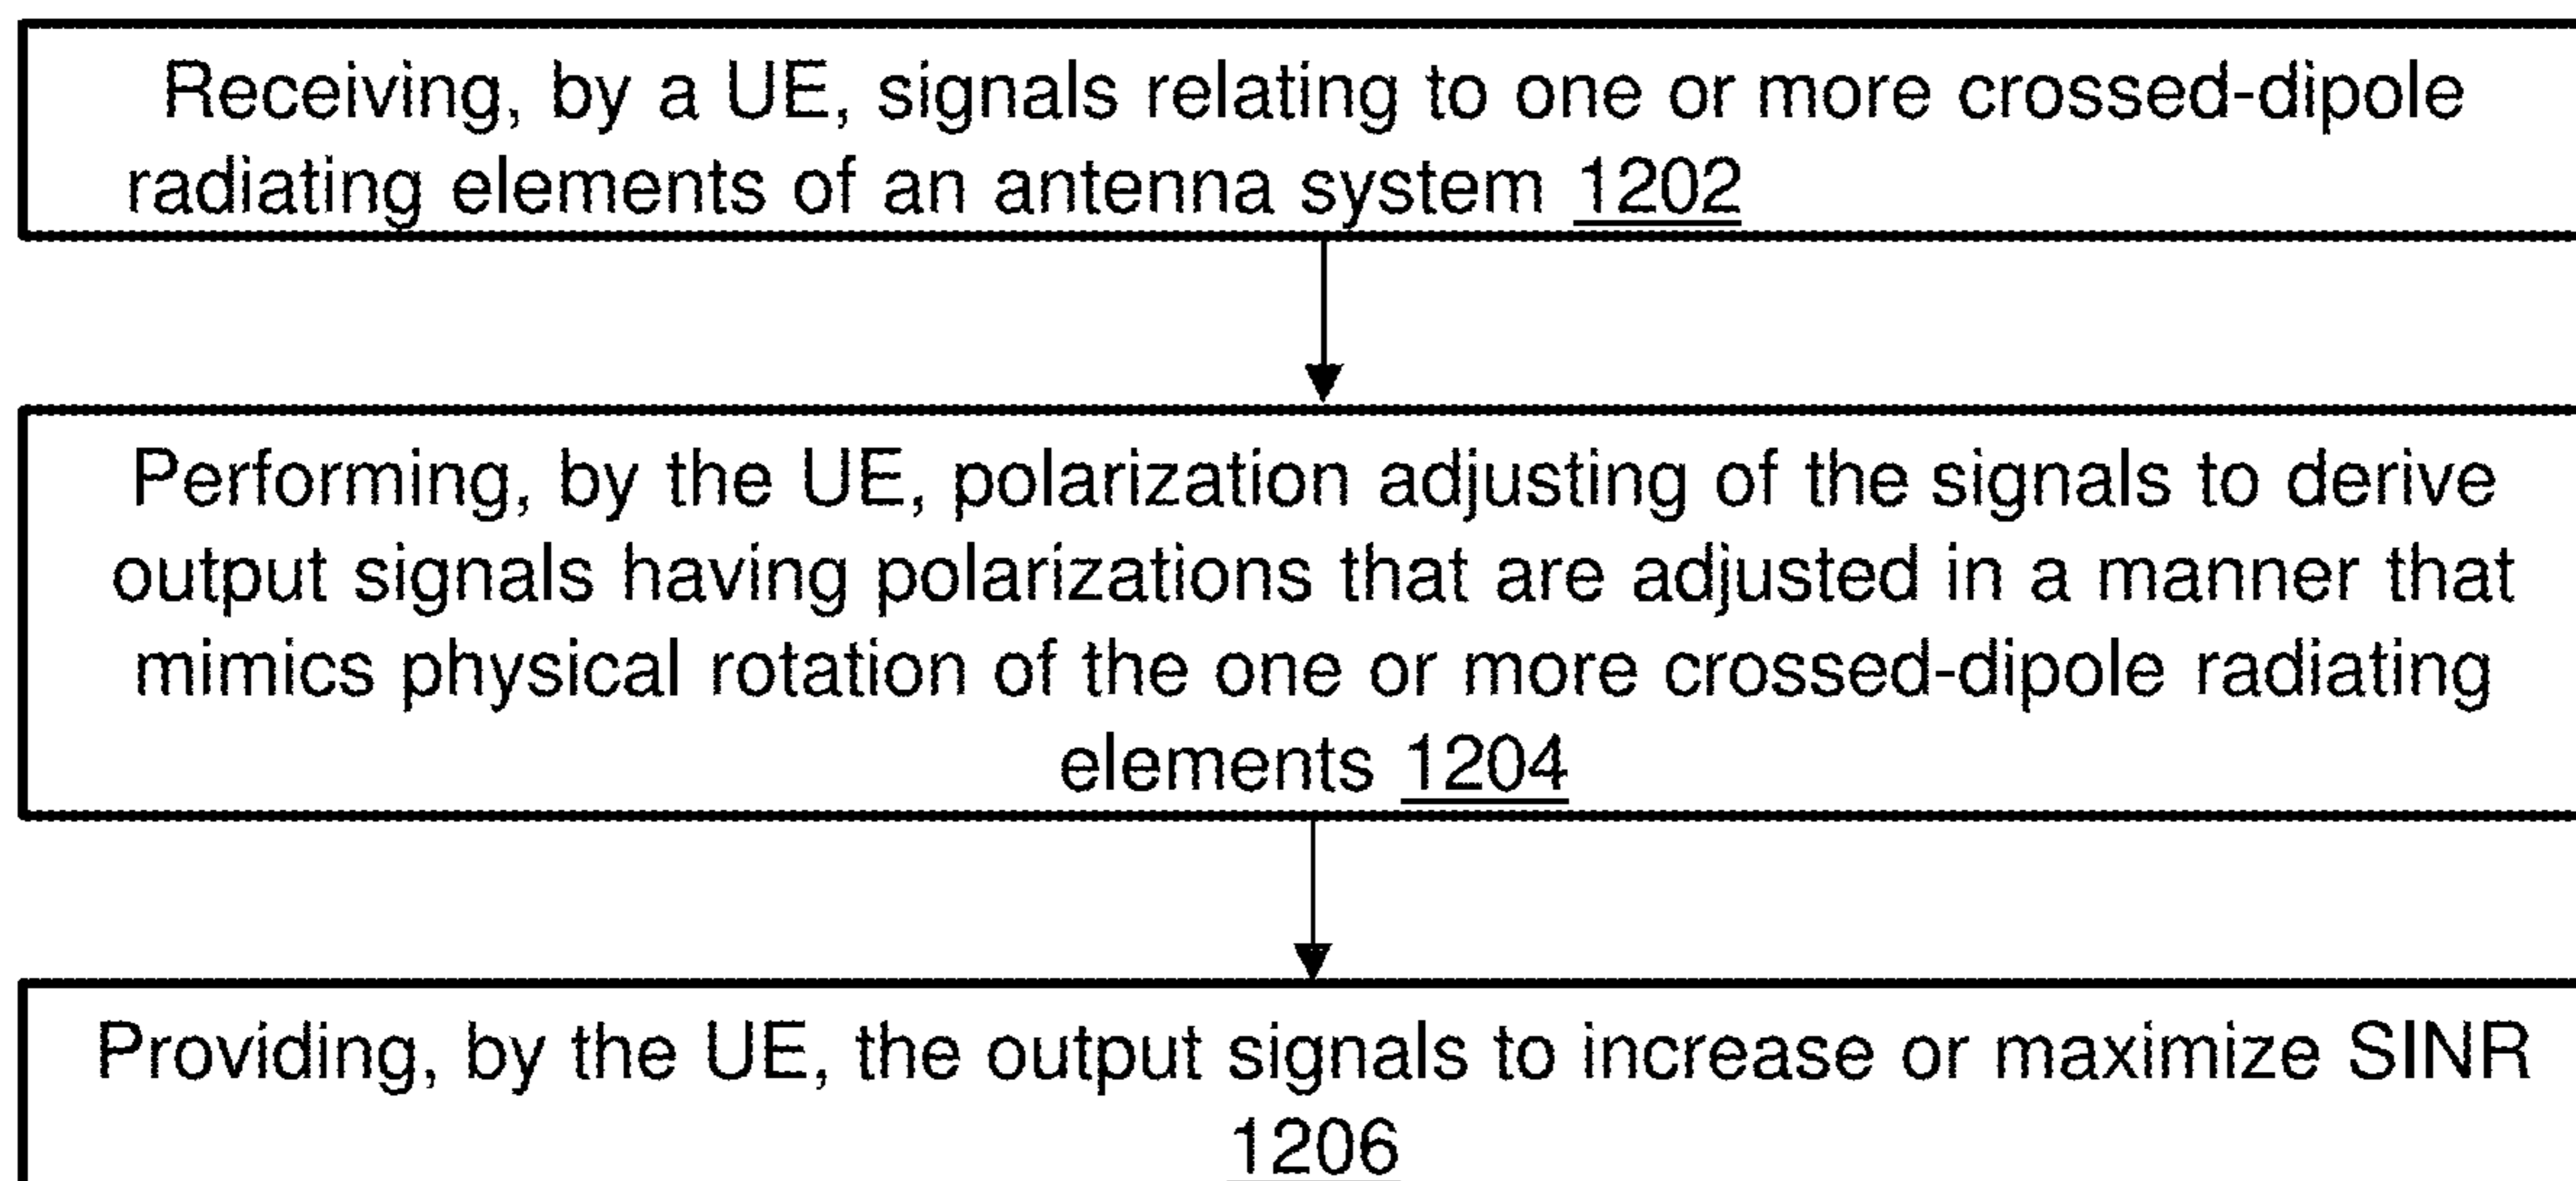 Receiving, by a UE, signals relating to one or more crossed-dipole
radiating elements of an antenna system 1202
Performing, by the UE, polarization adjusting of the signals to derive
output signals having polarizations that are adjusted in a manner that
mimics physical rotation of the one or more crossed-dipole radiating
elements 1204
Providing, by the UE, the output signals to increase or maximize SINR
1206